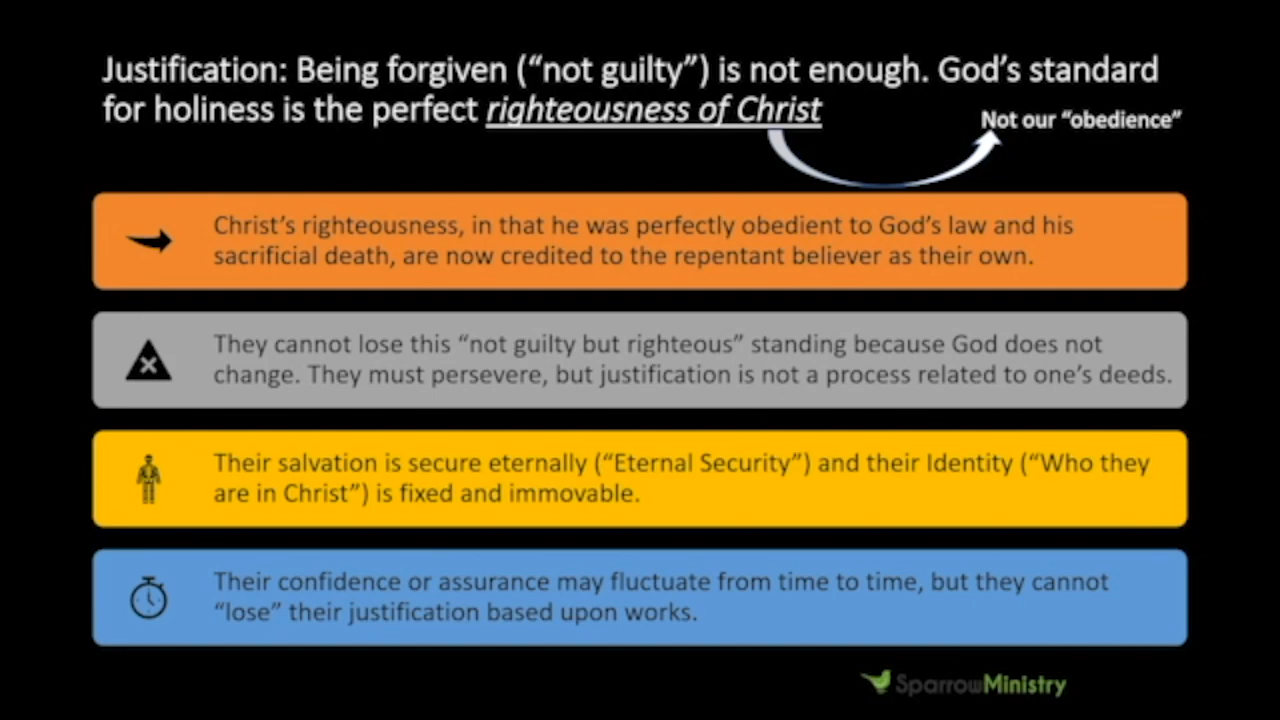 Justification: Being forgiven (“not guilty”) is not enough. God’s standard
for holiness is the perfect righteousness of Christ
Not our “obedience”
Christ’s righteousness, in that he was perfectly obedient to God’s law and his
sacrificial death, are now credited to the repentant believer as their own.
They cannot lose this “not guilty but righteous” standing because God does not
change. They must persevere, but justification is not a process related to one’s deeds.
Their salvation is secure eternally (“Eternal Security”) and their Identity (“Who they
are in Christ”) is fixed and immovable.
Their confidence or assurance may fluctuate from time to time, but they cannot
“lose” their justification based upon works.
SparrowMinistry